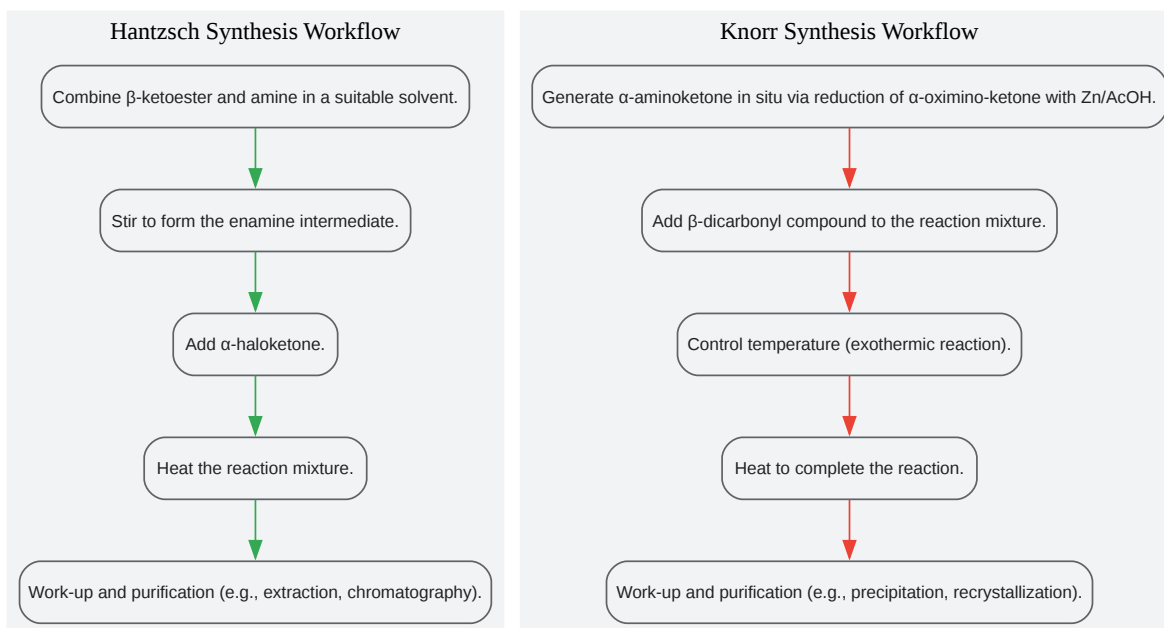 Hantzsch Synthesis Workflow
Combine β-ketoester and amine in a suitable solvent.
Stir to form the enamine intermediate.
Add α-haloketone.
Heat the reaction mixture.
Work-up and purification (e.g., extraction, chromatography).
Knorr Synthesis Workflow
Generate α-aminoketone in situ via reduction of α-oximino-ketone with Zn/AcOH.
Add β-dicarbonyl compound to the reaction mixture.
Control temperature (exothermic reaction).
Heat to complete the reaction.
Work-up and purification (e.g., precipitation, recrystallization).